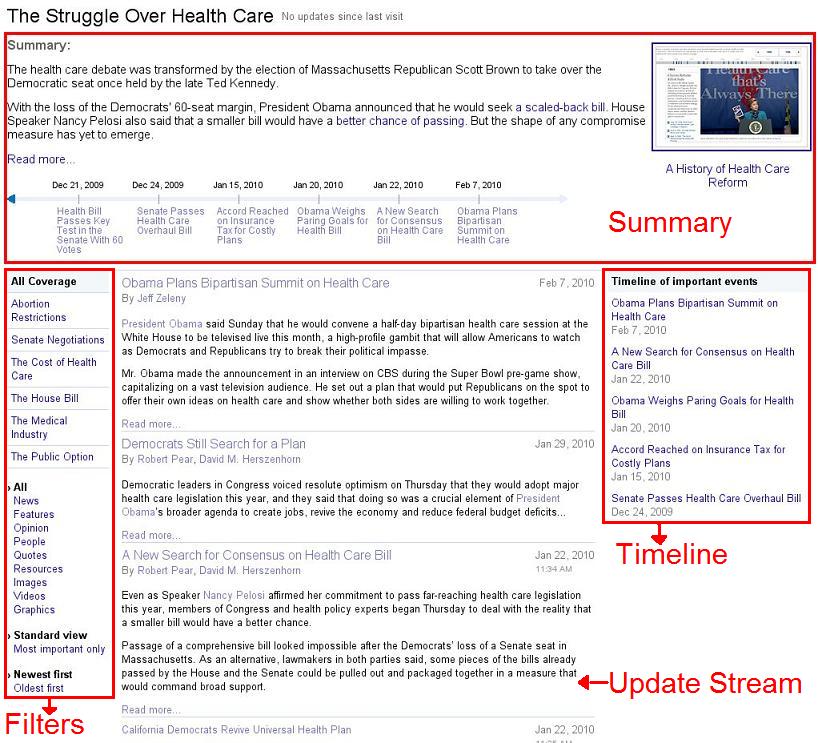 The Struggle Over Health Care No updates since last visit
Summary:
The health care debate was transformed by the election of Massachusetts Republican Scott Brown to take over the
Democratic seat once held by the late Ted Kennedy.
With the loss of the Democrats' 60-seat margin, President Obama announced that he would seek a scaled-back bill. House
Speaker Nancy Pelosi also said that a smaller bill would have a better chance of passing. But the shape of any compromise
measure has yet to emerge.
Read more...
Health Care
that's
Always There
A History of Health Care
Reform
Dec 21, 2009 Dec 24, 2009 Jan 15, 2010 Jan 20, 2010 Jan 22, 2010 Feb 7, 2010
Health Bill
Passes Key
Test in the
Senate With 60
Votes
Senate Passes
Health Care
Overhaul Bill
Accord Reached
on Insurance
Tax for Costly
Plans
Obama Weighs
Paring Goals for
Health Bill
A New Search
for Consensus
on Health Care
Bill
Obama Plans
Bipartisan
Summit on
Health Care
Summary
All Coverage
Abortion
Restrictions
Senate Negotiations
The Cost of Health
Care
The House Bill
The Medical
Industry
The Public Option
› All
News
Features
Opinion
People
Quotes
Resources
Images
Videos
Graphics
› Standard view
Most important only
› Newest first
Oldest first
Filters
Obama Plans Bipartisan Summit on Health Care Feb 7, 2010
By Jeff Zeleny
President Obama said Sunday that he would convene a half-day bipartisan health care session at the
White House to be televised live this month, a high-profile gambit that will allow Americans to watch
as Democrats and Republicans try to break their political impasse.
Mr. Obama made the announcement in an interview on CBS during the Super Bowl pre-game show,
capitalizing on a vast television audience. He set out a plan that would put Republicans on the spot to
offer their own ideas on health care and show whether both sides are willing to work together.
Read more...
Democrats Still Search for a Plan Jan 29, 2010
By Robert Pear, David M. Herszenhorn
Democratic leaders in Congress voiced resolute optimism on Thursday that they would adopt major
health care legislation this year, and they said that doing so was a crucial element of President
Obama's broader agenda to create jobs, revive the economy and reduce federal budget deficits...
Read more...
A New Search for Consensus on Health Care Bill Jan 22, 2010
By Robert Pear, David M. Herszenhorn 11:34 AM
Even as Speaker Nancy Pelosi affirmed her commitment to pass far-reaching health care legislation
this year, members of Congress and health policy experts began Thursday to deal with the reality that
a smaller bill would have a better chance.
Passage of a comprehensive bill looked impossible after the Democrats' loss of a Senate seat in
Massachusetts. As an alternative, lawmakers in both parties said, some pieces of the bills already
passed by the House and the Senate could be pulled out and packaged together in a measure that
would command broad support.
Read more...
California Democrats Revive Universal Health Plan Jan 22, 2010
Timeline of important events
Obama Plans Bipartisan Summit on
Health Care
Feb 7, 2010
A New Search for Consensus on Health
Care Bill
Jan 22, 2010
Obama Weighs Paring Goals for Health
Bill
Jan 20, 2010
Accord Reached on Insurance Tax for
Costly Plans
Jan 15, 2010
Senate Passes Health Care Overhaul Bill
Dec 24, 2009
Timeline
Update Stream